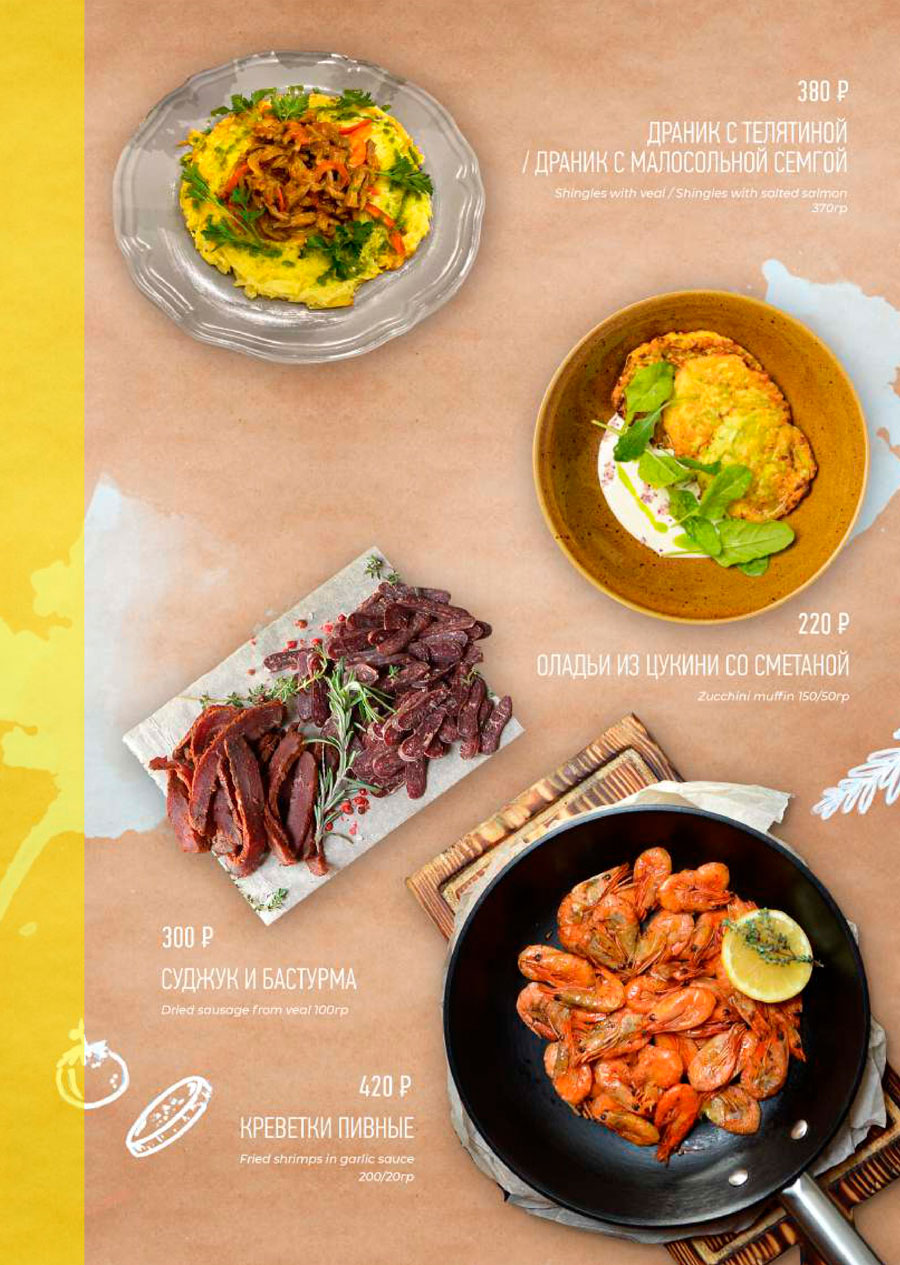 380 ₽
ДРАНИК С ТЕЛЯТИНОЙ
/ ДРАНИК С МАЛОСОЛЬНОЙ СЕМГОЙ
Shingles with veal / Shingles with salted salmon
370гр
220 ₽
ОЛАДЬИ ИЗ ЦУКИНИ СО СМЕТАНОЙ
Zucchini muffin 150/50гр
300 ₽
СУДЖУК И БАСТУРМА
Dried sausage from veal 100гр
420 ₽
КРЕВЕТКИ ПИВНЫЕ
Fried shrimps in garlic sauce
200/20гр